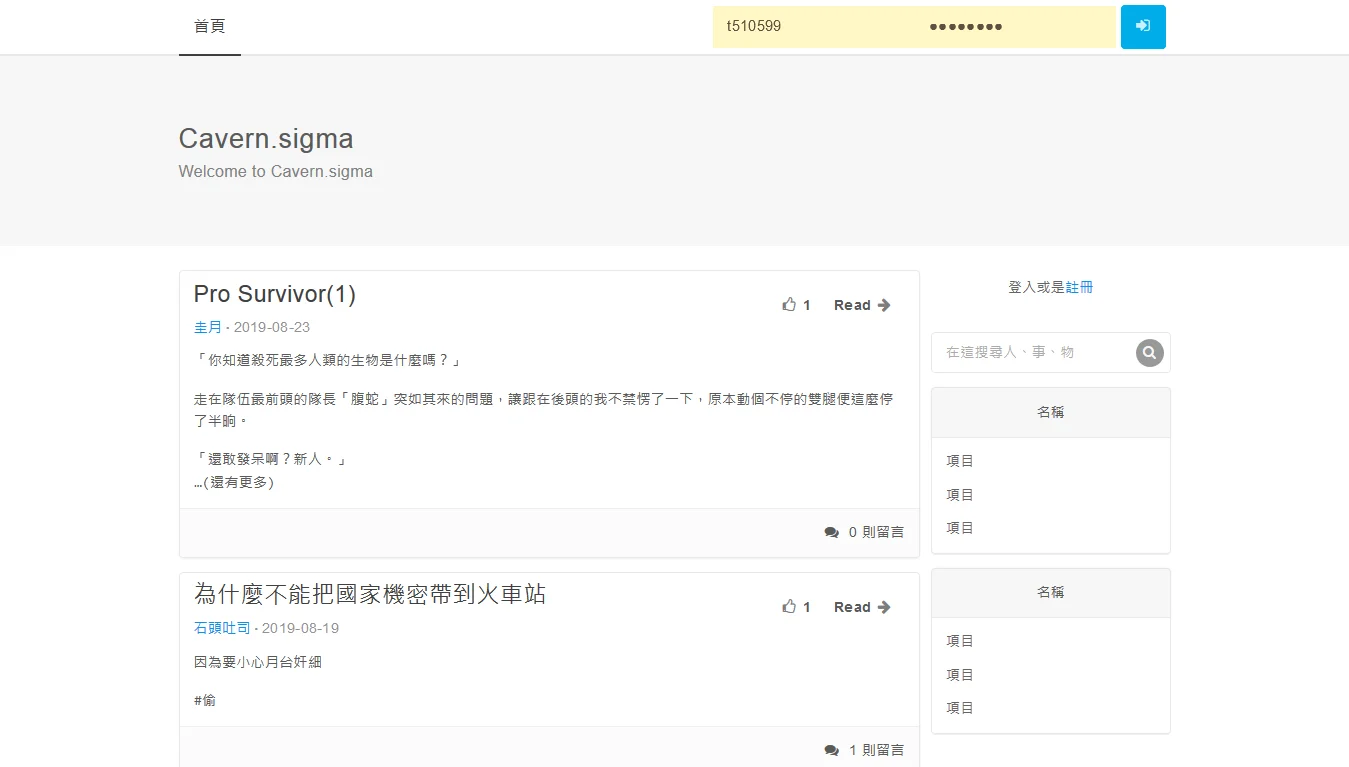 首頁
t510599
●●●●●●●●
Cavern.sigma
Welcome to Cavern.sigma
Pro Survivor(1)
1 Read
圭月 · 2019-08-23
「你知道殺死最多人類的生物是什麼嗎？」
走在隊伍最前頭的隊長「腹蛇」突如其來的問題，讓跟在後頭的我不禁愣了一下，原本動個不停的雙腿便這麼停
了半晌。
「還敢發呆啊？新人。」
…(還有更多)
0 則留言
為什麼不能把國家機密帶到火車站
1 Read
石頭吐司 · 2019-08-19
因為要小心月台奸細
#偷
1 則留言
登入或是註冊
在這搜尋人、事、物
名稱
項目
項目
項目
名稱
項目
項目
項目